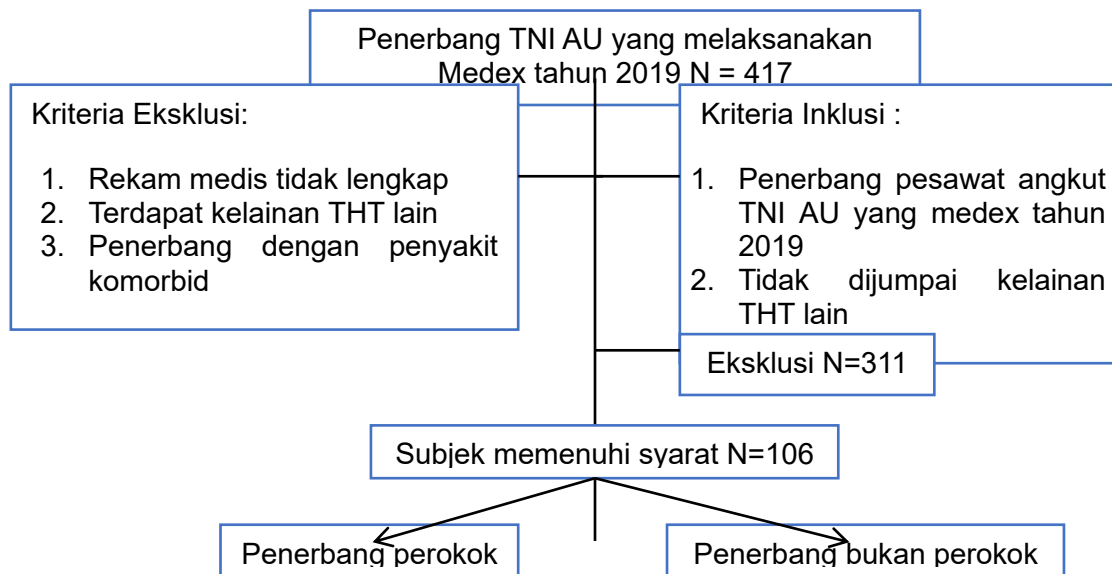 Penerbang TNI AU yang melaksanakan
Medex tahun 2019 N = 417
Kriteria Eksklusi:
1. Rekam medis tidak lengkap
2. Terdapat kelainan THT lain
3. Penerbang dengan penyakit
komorbid
Kriteria Inklusi :
1. Penerbang pesawat angkut
TNI AU yang medex tahun
2019
2. Tidak dijumpai kelainan
THT lain
Eksklusi N=311
Subjek memenuhi syarat N=106
Penerbang perokok
Penerbang bukan perokok